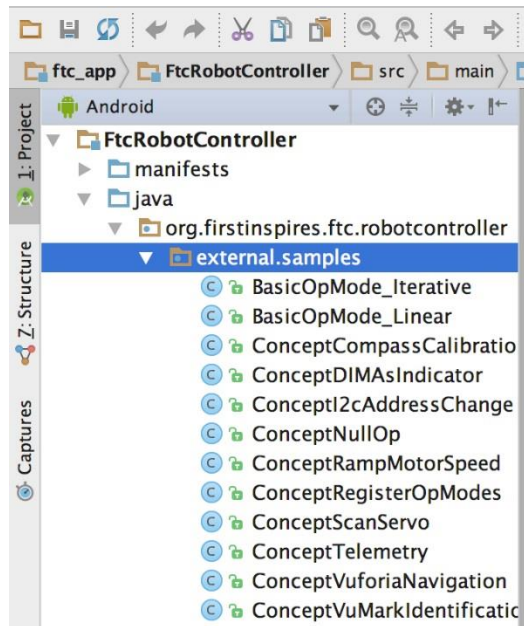 ftc_app FtcRobotController src main
1: Project
Android
FtcRobotController
manifests
java
org.firstinspires.ftc.robotcontroller
external.samples
BasicOpMode_Iterative
BasicOpMode_Linear
ConceptCompassCalibratio
ConceptDIMAsIndicator
ConceptI2cAddressChange
ConceptNullOp
ConceptRampMotorSpeed
ConceptRegisterOpModes
ConceptScanServo
ConceptTelemetry
ConceptVuforiaNavigation
ConceptVuMarkIdentificatic
Z: Structure
Captures